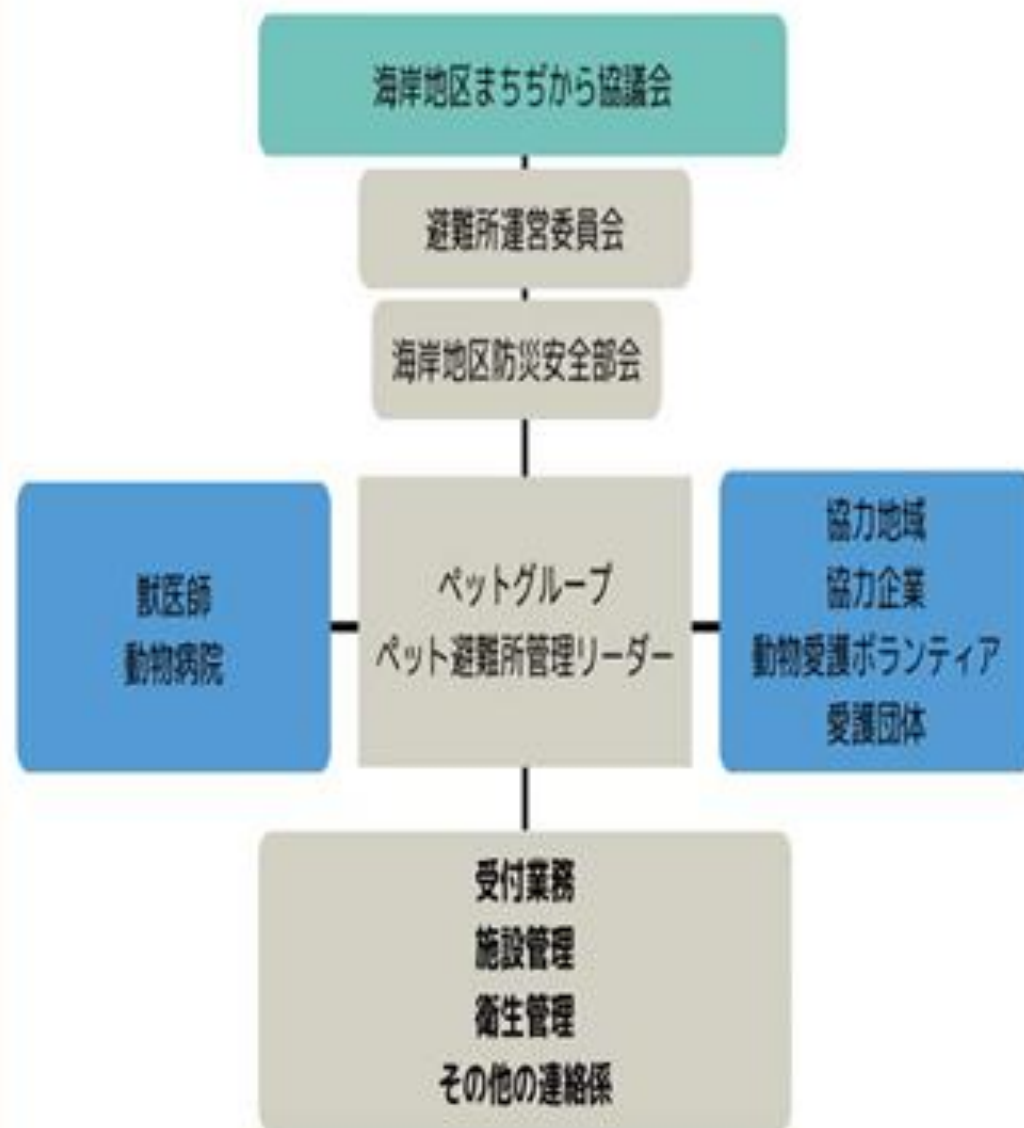 海岸地区まちぢから協議会
避難所運営委員会
海岸地区防災安全部会
獣医師
動物病院
ペットグループ
ペット避難所管理リーダー
協力地域
協力企業
動物愛護ボランティア
愛護団体
受付業務
施設管理
衛生管理
その他の連絡係